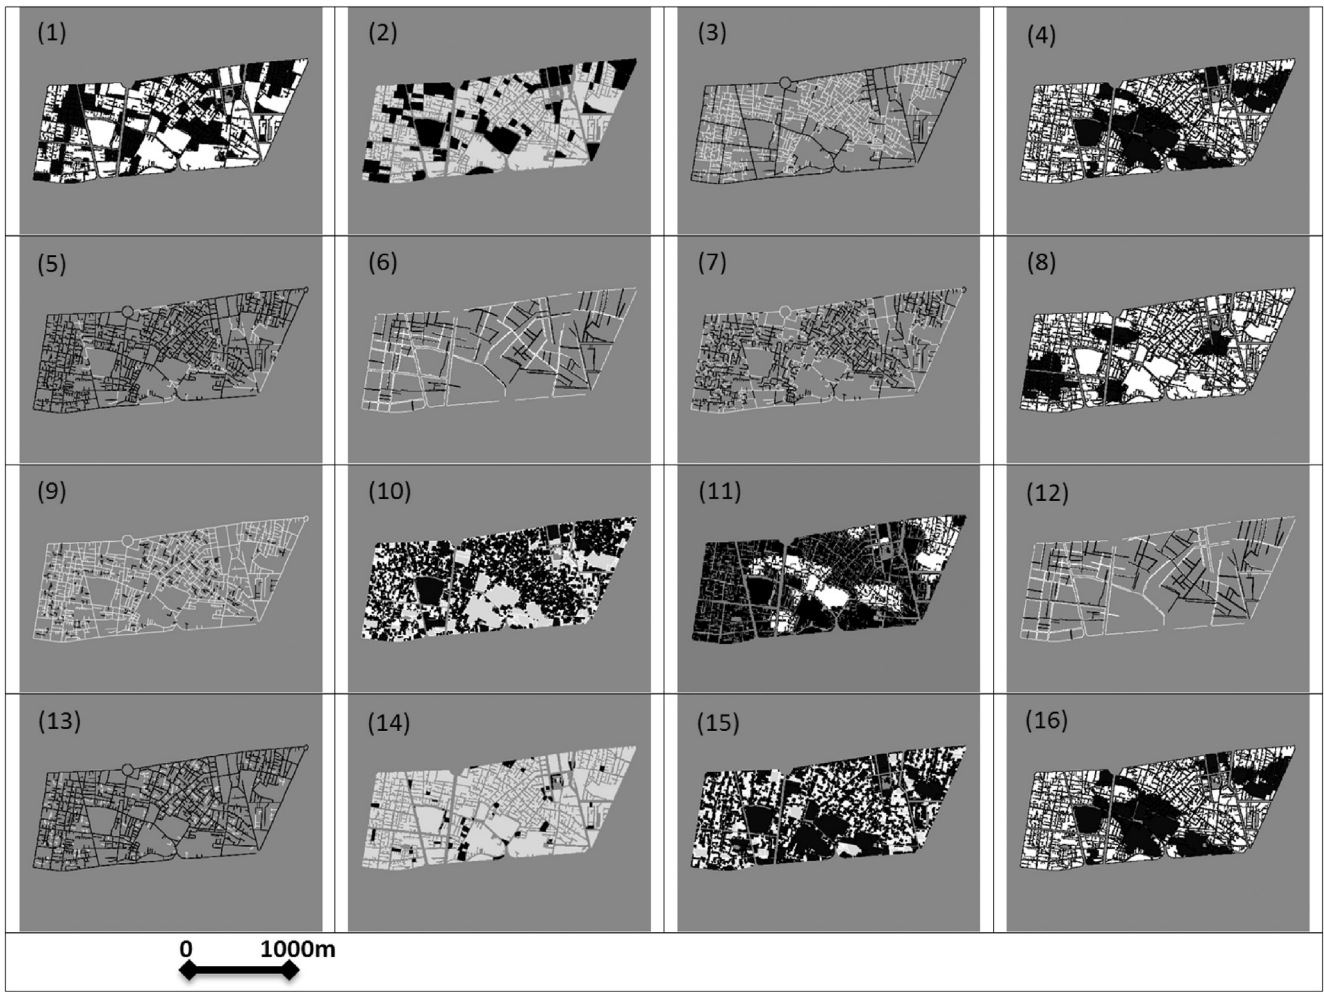 (1) (2) (3) (4)
(5) (6) (7) (8)
(9) (10) (11) (12)
(13) (14) (15) (16)
0 1000m